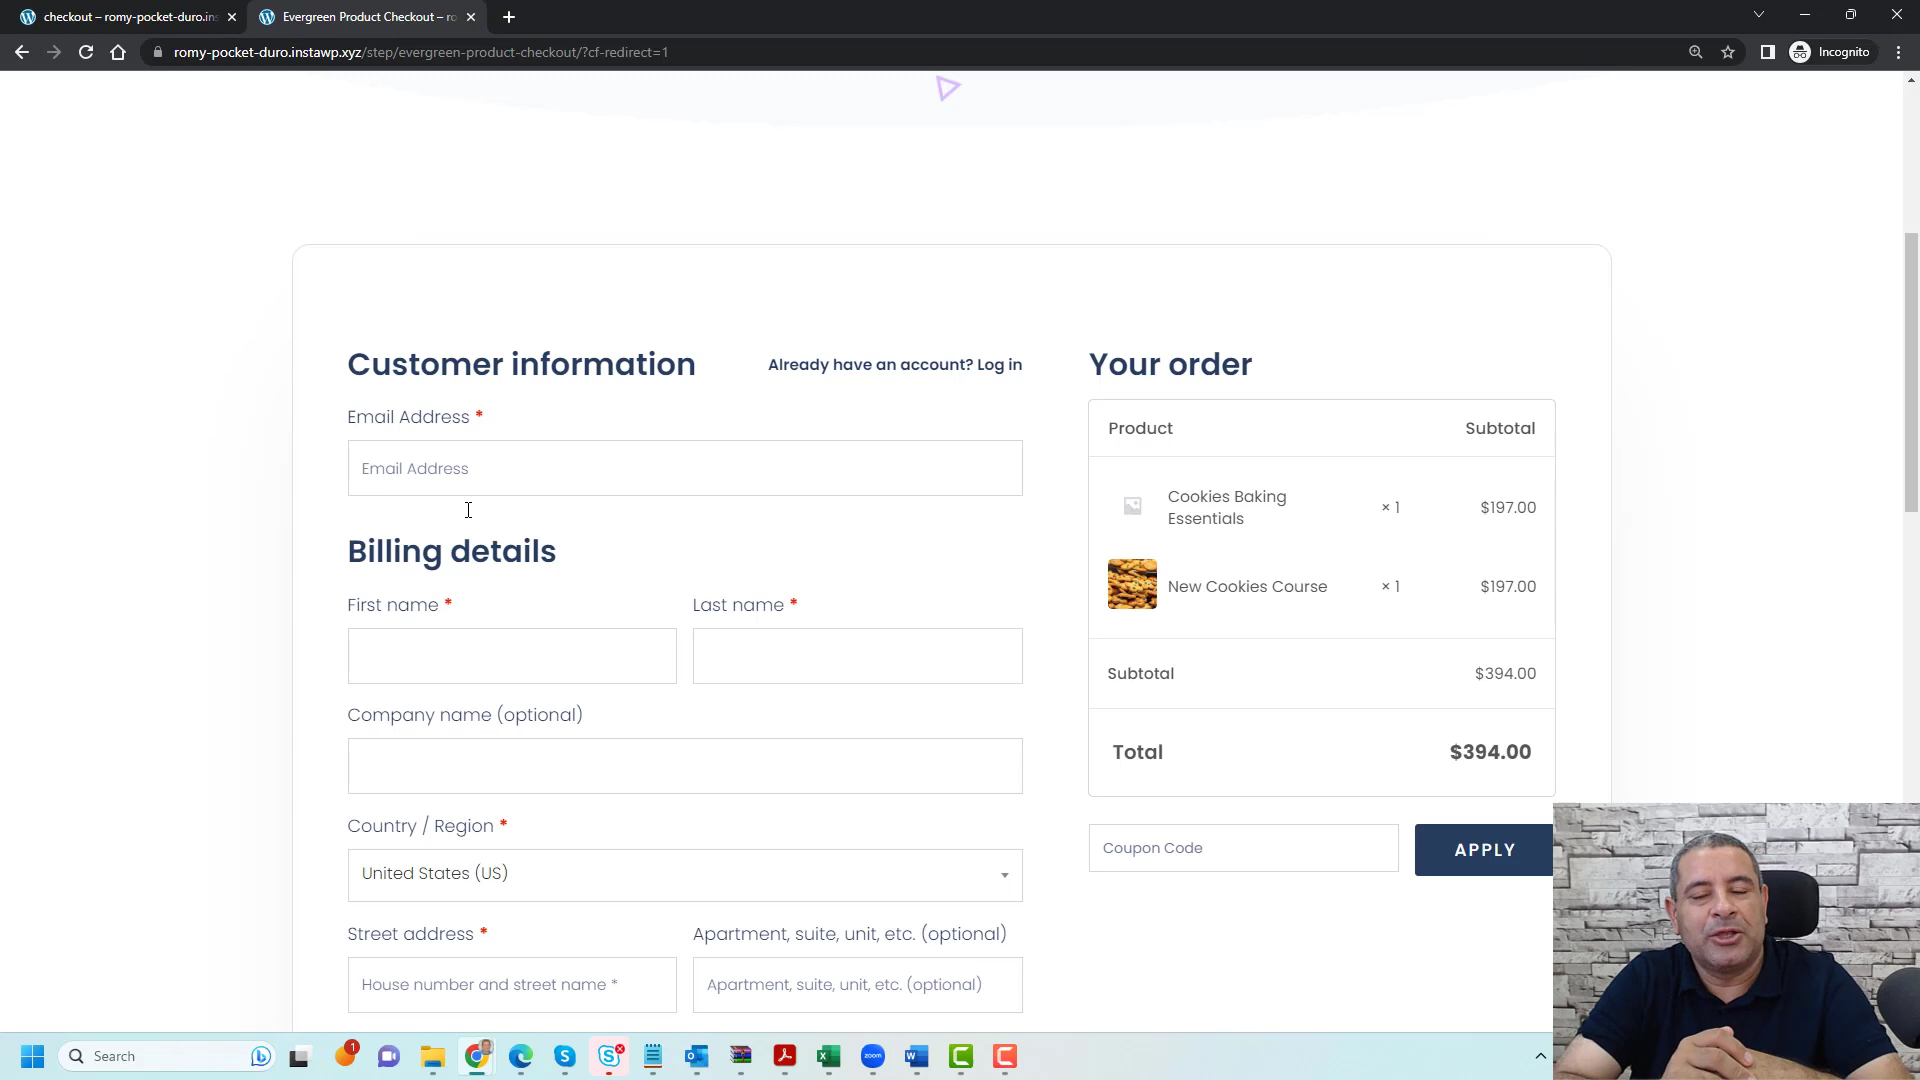 checkout – romy-pocket-duro.ins
Evergreen Product Checkout – ro
romy-pocket-duro.instawp.xyz/step/evergreen-product-checkout/?cf-redirect=1
Incognito
Customer information
Already have an account? Log in
Email Address *
Email Address
Billing details
First name *
Last name *
Company name (optional)
Country / Region *
United States (US)
Street address *
Apartment, suite, unit, etc. (optional)
House number and street name *
Apartment, suite, unit, etc. (optional)
Your order
Product
Subtotal
Cookies Baking
Essentials
× 1
$197.00
New Cookies Course
× 1
$197.00
Subtotal
$394.00
Total
$394.00
Coupon Code
APPLY
Search
1
zoom